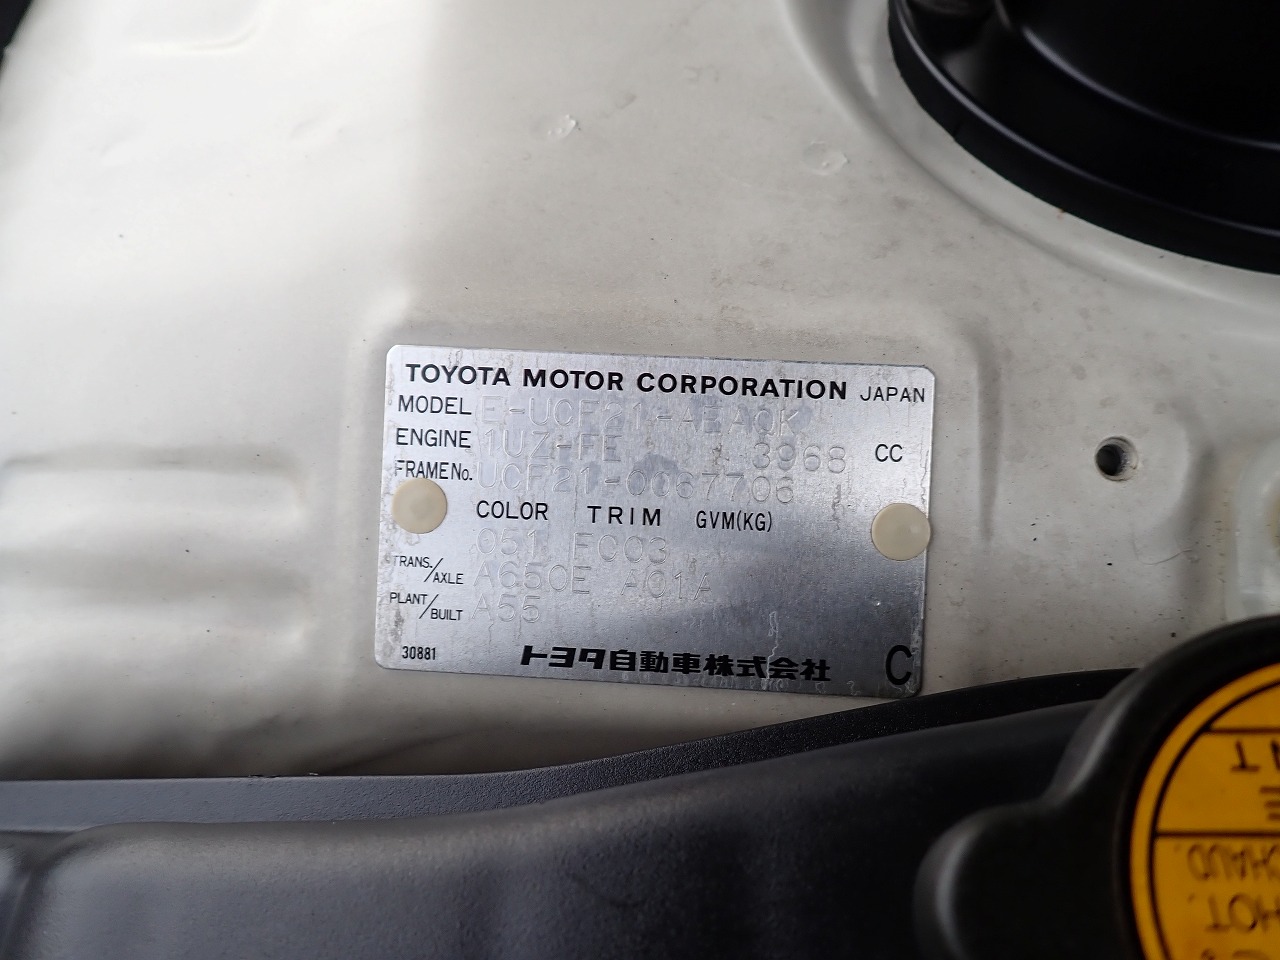 TOYOTA MOTOR CORPORATION JAPAN
MODEL E-UCF21-AEAQK
ENGINE 1UZ-FE 3968 CC
FRAME No. UCF21-0067706
COLOR TRIM GVM(KG)
051 FC03
TRANS./AXLE A650E A01A
PLANT/BUILT A55
30881 トヨタ自動車株式会社 C
HOT.